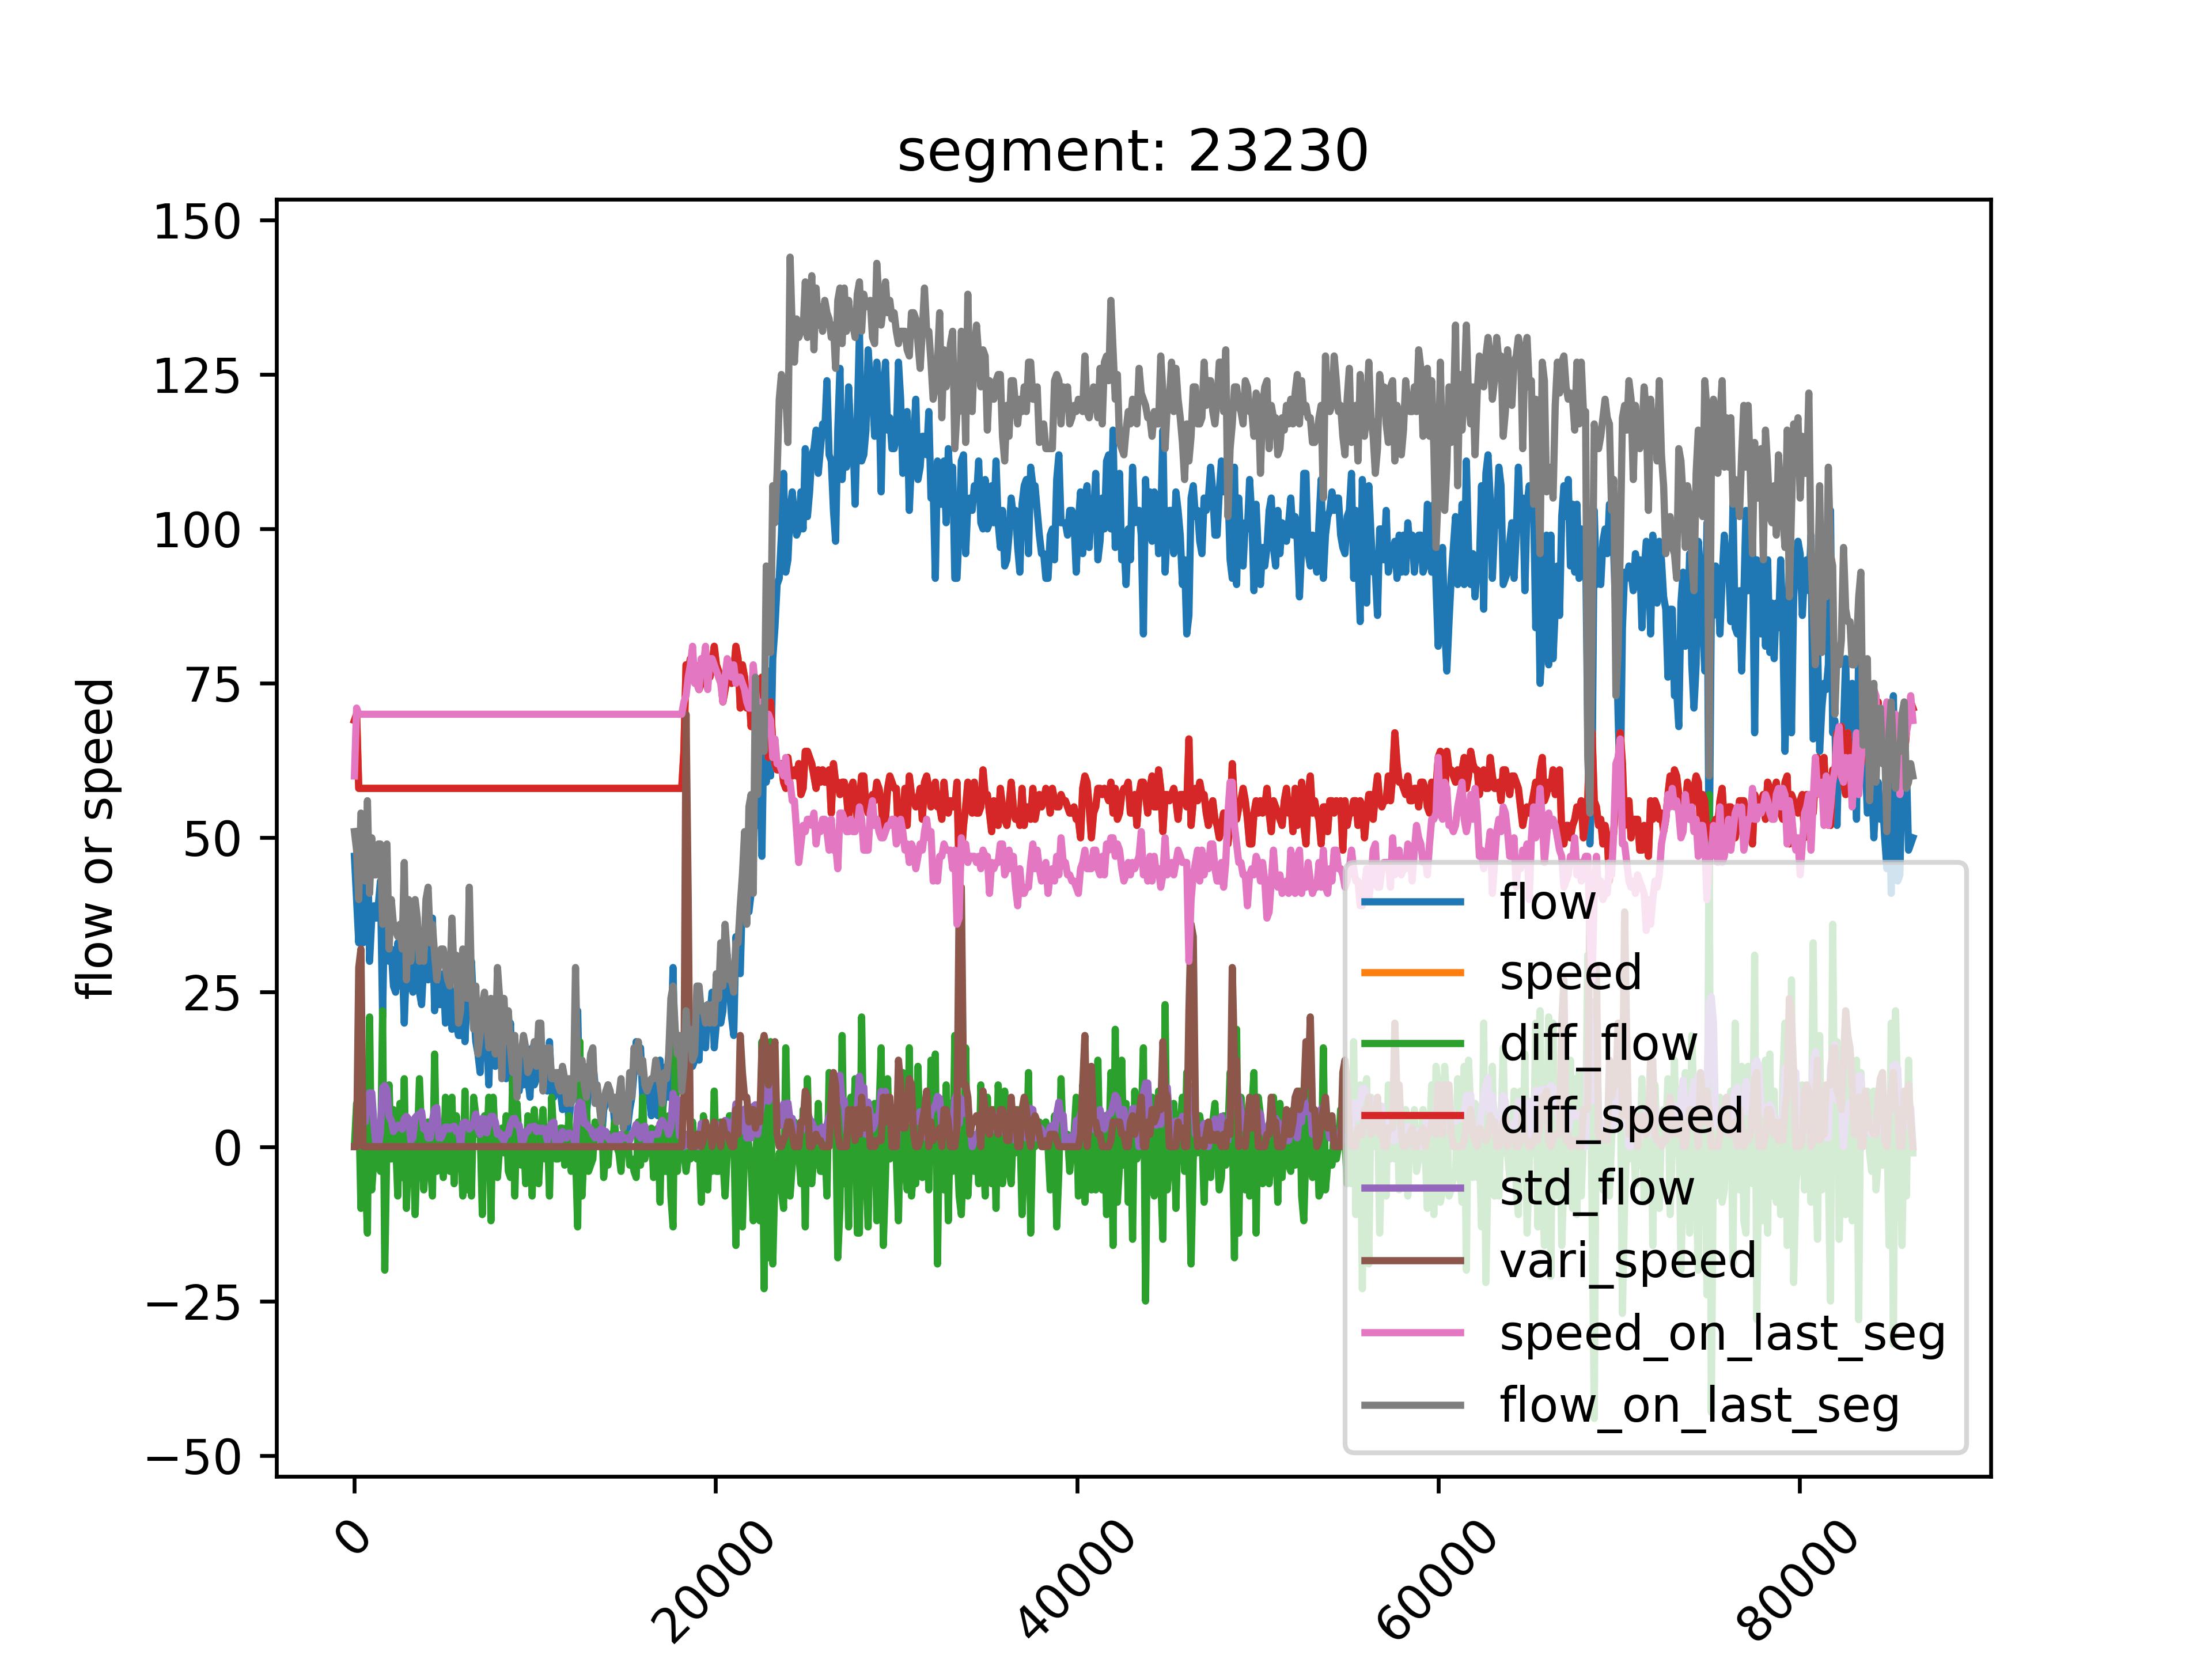 segment: 23230
flow or speed
150
125
100
75
50
25
0
−25
−50
0
20000
40000
60000
80000
flow
speed
diff_flow
diff_speed
std_flow
vari_speed
speed_on_last_seg
flow_on_last_seg